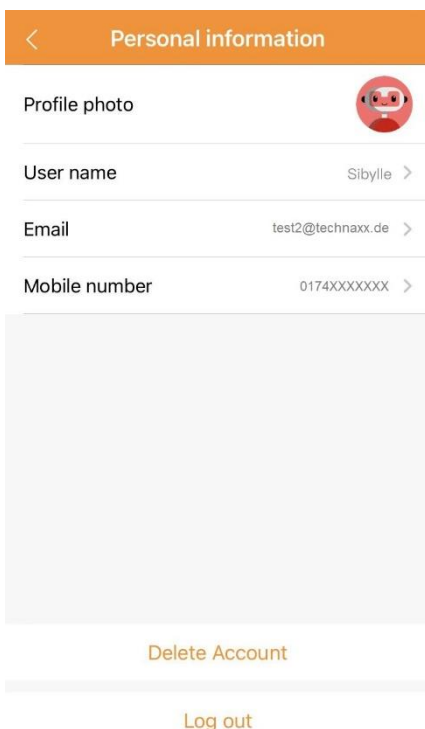 Personal information
Profile photo
User name Sibylle
Email test2@technaxx.de
Mobile number 0174XXXXXXX
Delete Account
Log out